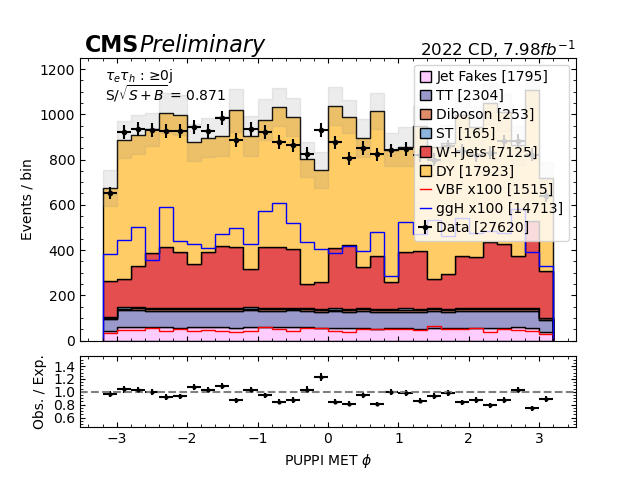 CMS Preliminary
2022 CD, 7.98fb⁻¹
τₑτₕ : ≥0j
S/√S + B = 0.871
Jet Fakes [1795]
TT [2304]
Diboson [253]
ST [165]
W+Jets [7125]
DY [17923]
VBF x100 [1515]
ggH x100 [14713]
Data [27620]
Events / bin
1200
1000
800
600
400
200
0
Obs. / Exp.
1.4
1.2
1.0
0.8
0.6
−3 −2 −1 0 1 2 3
PUPPI MET ϕ